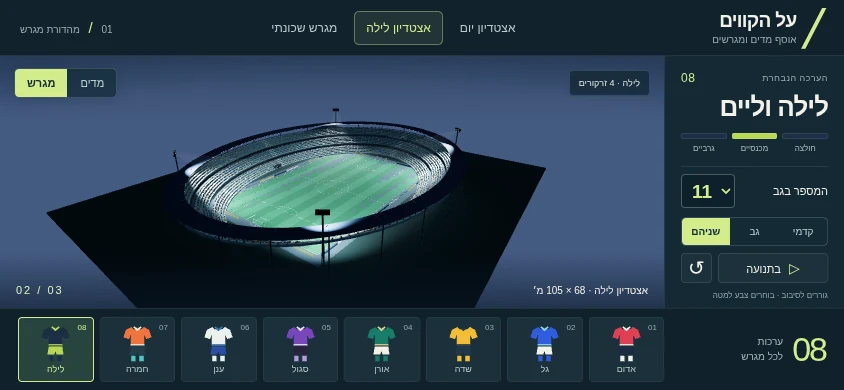 על הקווים
אוסף מדים ומגרשים
אצטדיון יום
אצטדיון לילה
מגרש שכונתי
מהדורת מגרש / 01
הערכה הנבחרת
08
לילה וליים
חולצה
מכנסיים
גרביים
המספר בגב
11
קדמי
גב
שניהם
בתנועה
גוררים לסיבוב · בוחרים צבע למטה
לילה · 4 זרקורים
מדים
מגרש
אצטדיון לילה · 68 × 105 מ׳
02 / 03
08
ערכות
לכל מגרש
01
אדום
02
גל
03
שדה
04
אורן
05
סגול
06
ענן
07
חמרה
08
לילה